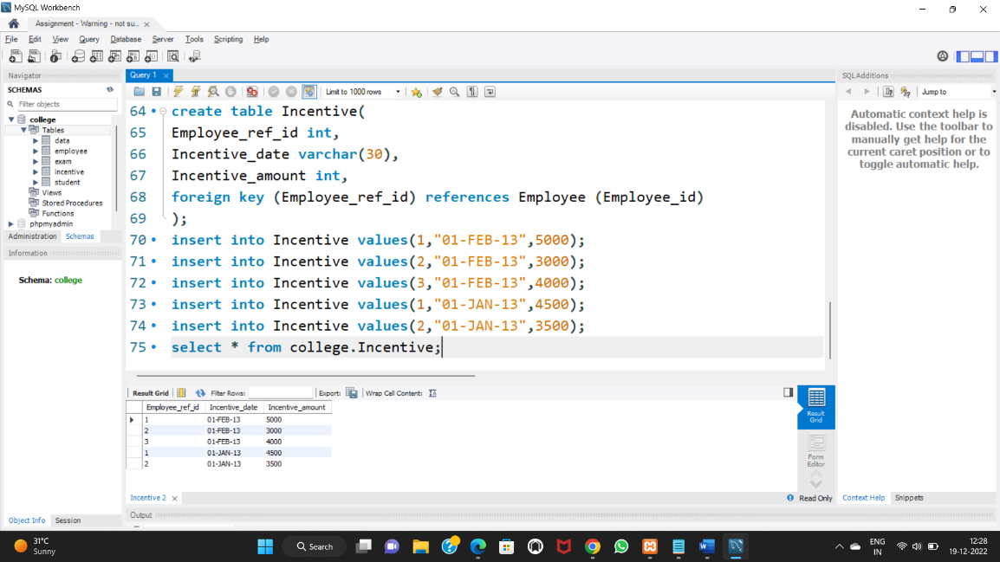 MySQL Workbench
Assignment - Warning - not su...
File Edit View Query Database Server Tools Scripting Help
Navigator
SCHEMAS
Filter objects
college
Tables
data
employee
exam
incentive
student
Views
Stored Procedures
Functions
phpmyadmin
Administration Schemas
Information
Schema: college
Object Info Session
Query 1
Limit to 1000 rows
64 create table Incentive(
65 Employee_ref_id int,
66 Incentive_date varchar(30),
67 Incentive_amount int,
68 foreign key (Employee_ref_id) references Employee (Employee_id)
69 );
70 insert into Incentive values(1,"01-FEB-13",5000);
71 insert into Incentive values(2,"01-FEB-13",3000);
72 insert into Incentive values(3,"01-FEB-13",4000);
73 insert into Incentive values(1,"01-JAN-13",4500);
74 insert into Incentive values(2,"01-JAN-13",3500);
75 select * from college.Incentive;
Result Grid Filter Rows: Export: Wrap Cell Content:
Employee_ref_id Incentive_date Incentive_amount
1 01-FEB-13 5000
2 01-FEB-13 3000
3 01-FEB-13 4000
1 01-JAN-13 4500
2 01-JAN-13 3500
Result
Grid
Form
Editor
Incentive 2
Read Only
Output
SQLAdditions
Jump to
Automatic context help is
disabled. Use the toolbar to
manually get help for the
current caret position or to
toggle automatic help.
Context Help Snippets
31°C
Sunny
Search
ENG
IN
12:28
19-12-2022